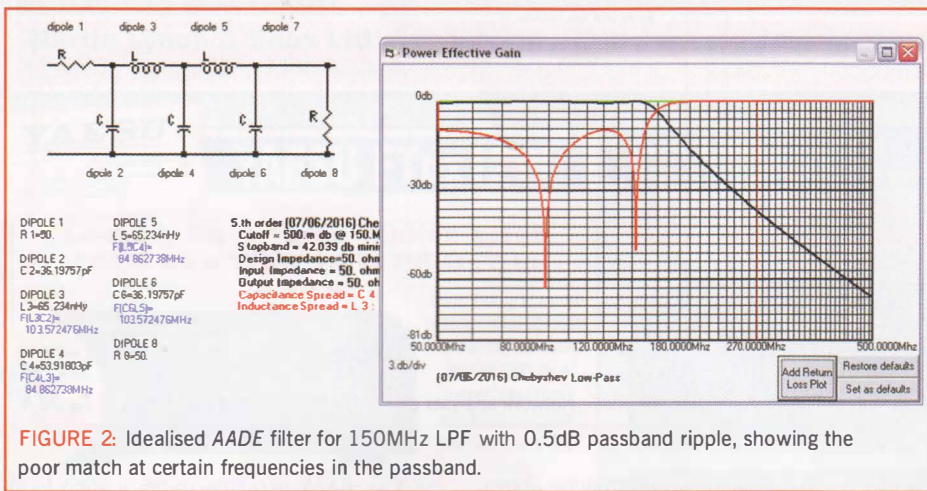 dipole 1 dipole 3 dipole 5 dipole 7
R L L
C C C R
dipole 2 dipole 4 dipole 6 dipole 8
DIPOLE 1
R 1=50.
DIPOLE 2
C 2=36.19757pF
DIPOLE 3
L 3=65.234nHy
F(L3C2)=
103.572476MHz
DIPOLE 4
C 4=53.91803pF
F(C4L3)=
84.862738MHz
DIPOLE 5
L 5=65.234nHy
F(L5C4)=
84.862738MHz
DIPOLE 6
C 6=36.19757pF
F(C6L5)=
103.572476MHz
DIPOLE 8
R 8=50.
5.th order (07/06/2016) Che
Cutoff = 500.m db @ 150.M
Stopband = 42.039 db mini
Design Impedance=50. ohm
Input Impedance = 50. ohm
Output Impedance = 50. oh
Capacitance Spread = C 4
Inductance Spread = L 3 :
Power Effective Gain
0db
-30db
-60db
-81db
50.0000Mhz 80.0000Mhz 120.0000Mhz 180.0000Mhz 270.0000Mhz 500.0000Mhz
3.db/div
(07/06/2016) Chebyshev Low-Pass
Add Return
Loss Plot
Restore defaults
Set as defaults
FIGURE 2: Idealised AADE filter for 150MHz LPF with 0.5dB passband ripple, showing the
poor match at certain frequencies in the passband.